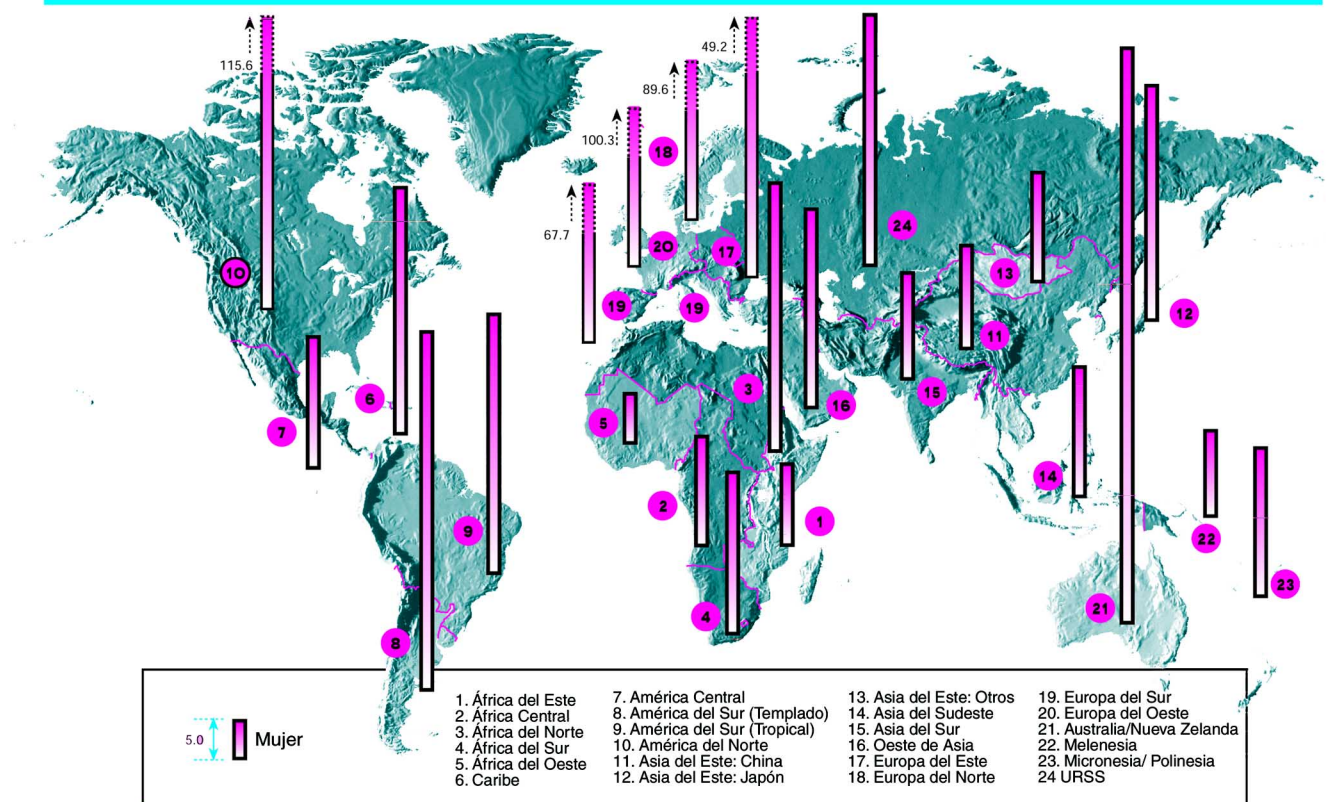 115.6
49.2
89.6
100.3
67.7
18
24
20
17
10
13
19
19
12
11
3
6
15
16
5
7
14
2
9
1
22
23
21
4
8
5.0
Mujer
1. África del Este
2. África Central
3. África del Norte
4. África del Sur
5. África del Oeste
6. Caribe
7. América Central
8. América del Sur (Templado)
9. América del Sur (Tropical)
10. América del Norte
11. Asia del Este: China
12. Asia del Este: Japón
13. Asia del Este: Otros
14. Asia del Sudeste
15. Asia del Sur
16. Oeste de Asia
17. Europa del Este
18. Europa del Norte
19. Europa del Sur
20. Europa del Oeste
21. Australia/Nueva Zelanda
22. Melenesia
23. Micronesia/ Polinesia
24 URSS